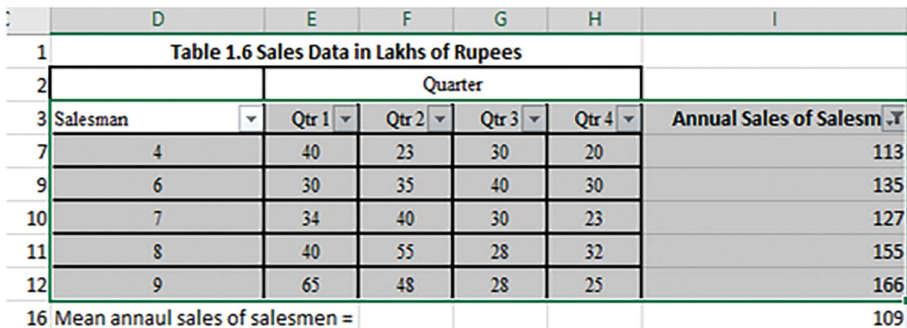 D E F G H I
1 Table 1.6 Sales Data in Lakhs of Rupees
2 Quarter
3 Salesman Qtr 1 Qtr 2 Qtr 3 Qtr 4 Annual Sales of Salesm
7 4 40 23 30 20 113
9 6 30 35 40 30 135
10 7 34 40 30 23 127
11 8 40 55 28 32 155
12 9 65 48 28 25 166
16 Mean annaul sales of salesmen = 109